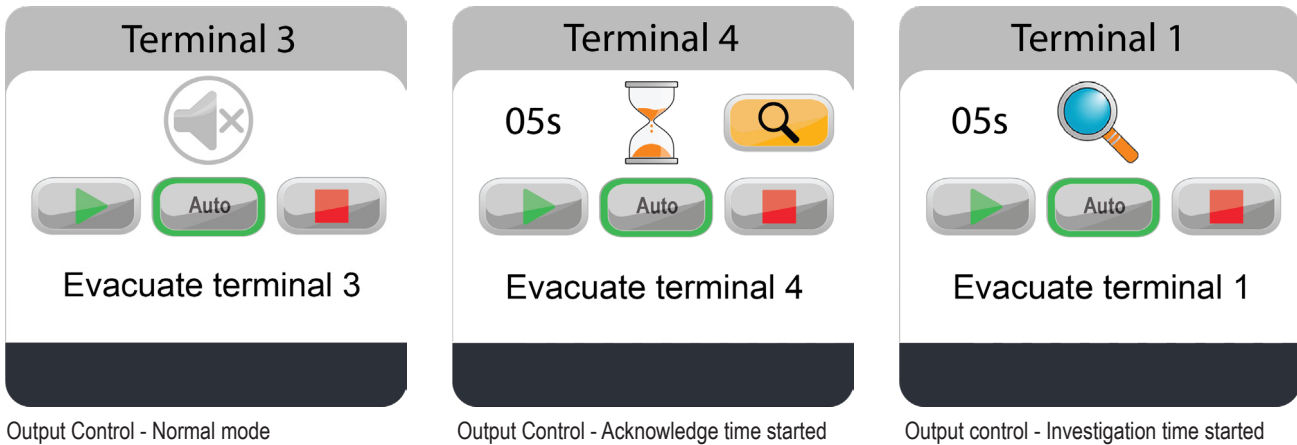 Terminal 3
Auto
Evacuate terminal 3
Output Control - Normal mode
Terminal 4
05s
Auto
Evacuate terminal 4
Output Control - Acknowledge time started
Terminal 1
05s
Auto
Evacuate terminal 1
Output control - Investigation time started